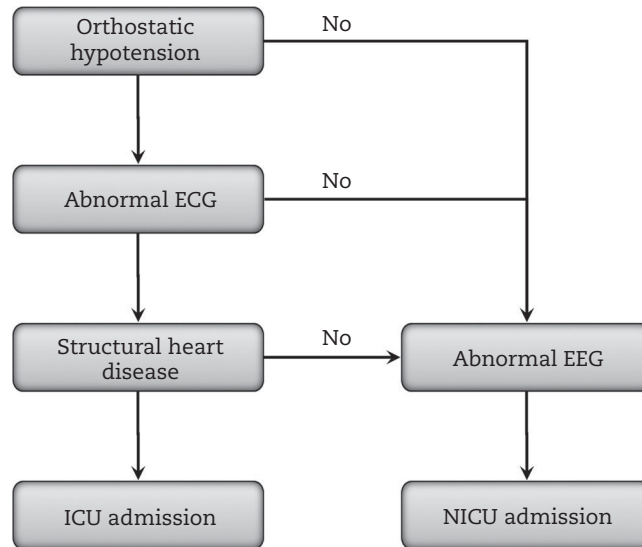 Orthostatic
hypotension
No
Abnormal ECG
No
Structural heart
disease
No
Abnormal EEG
ICU admission
NICU admission